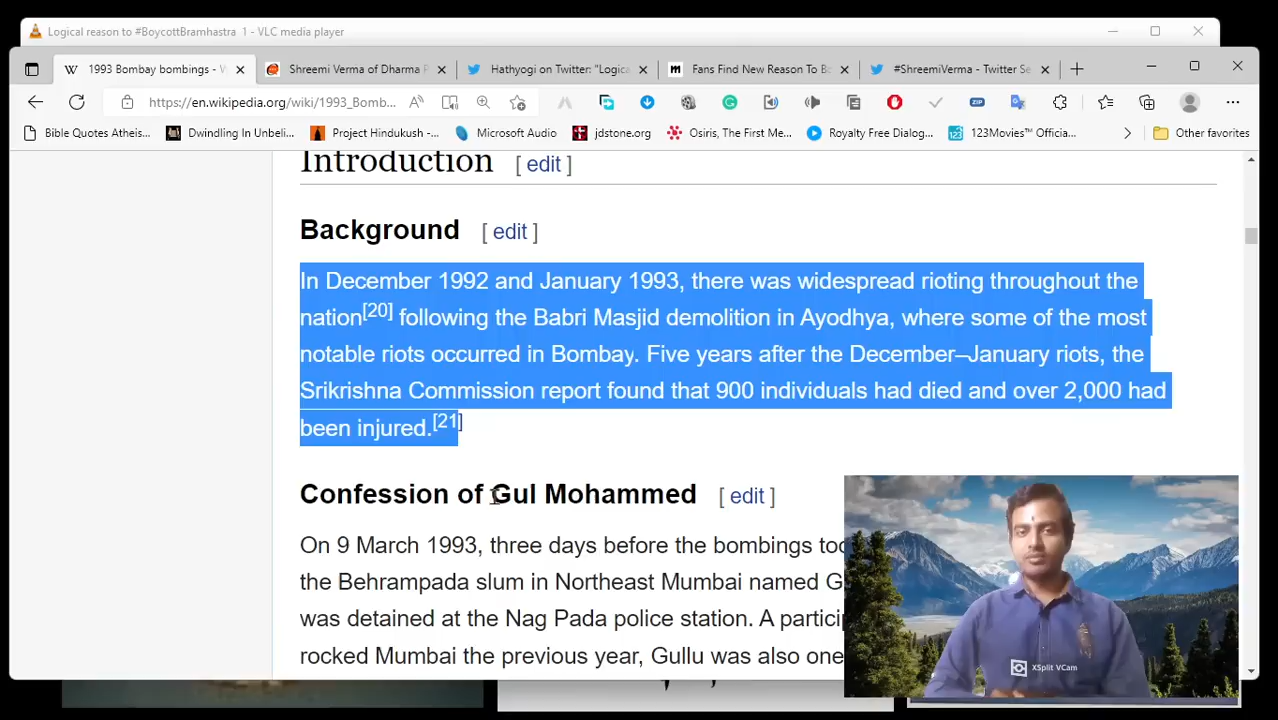 Logical reason to #BoycottBramhastra 1 - VLC media player
1993 Bombay bombings -
Shreemi Verma of Dharma
Hathyogi on Twitter: "Logica
Fans Find New Reason To Bo
#ShreemiVerma - Twitter Se
https://en.wikipedia.org/wiki/1993_Bomb...
ZIP
Bible Quotes Atheis...
Dwindling In Unbeli...
Project Hindukush -...
Microsoft Audio
jdstone.org
Osiris, The First Me...
Royalty Free Dialog...
123Movies™ Officia...
Other favorites
Introduction [ edit ]
Background [ edit ]
In December 1992 and January 1993, there was widespread rioting throughout the
nation[20] following the Babri Masjid demolition in Ayodhya, where some of the most
notable riots occurred in Bombay. Five years after the December–January riots, the
Srikrishna Commission report found that 900 individuals had died and over 2,000 had
been injured.[21]
Confession of Gul Mohammed [ edit ]
On 9 March 1993, three days before the bombings too
the Behrampada slum in Northeast Mumbai named G
was detained at the Nag Pada police station. A particip
rocked Mumbai the previous year, Gullu was also one
XSplit VCam